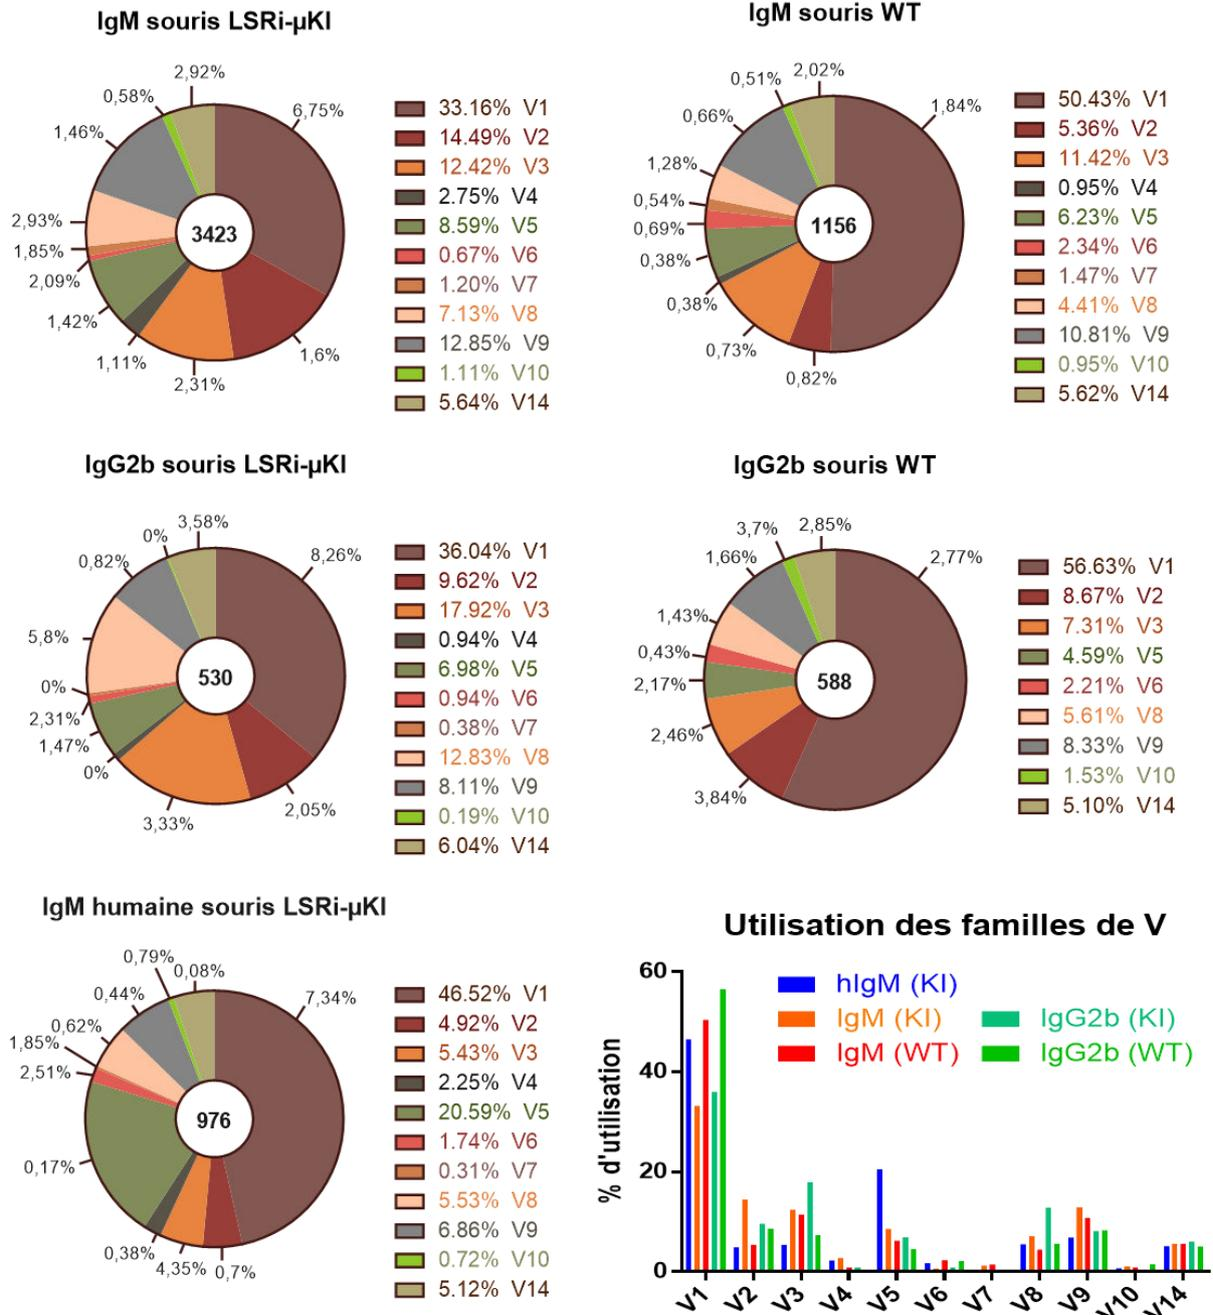 IgM souris LSRi-µKI
2,92%
0,58%
6,75%
1,46%
2,93%
1,85%
2,09%
1,42%
1,11%
2,31%
1,6%
3423
33.16% V1
14.49% V2
12.42% V3
2.75% V4
8.59% V5
0.67% V6
1.20% V7
7.13% V8
12.85% V9
1.11% V10
5.64% V14
IgM souris WT
2,02%
0,51%
1,84%
0,66%
1,28%
0,54%
0,69%
0,38%
0,38%
0,73%
0,82%
1156
50.43% V1
5.36% V2
11.42% V3
0.95% V4
6.23% V5
2.34% V6
1.47% V7
4.41% V8
10.81% V9
0.95% V10
5.62% V14
IgG2b souris LSRi-µKI
3,58%
0%
8,26%
0,82%
5,8%
0%
2,31%
1,47%
0%
3,33%
2,05%
530
36.04% V1
9.62% V2
17.92% V3
0.94% V4
6.98% V5
0.94% V6
0.38% V7
12.83% V8
8.11% V9
0.19% V10
6.04% V14
IgG2b souris WT
2,85%
3,7%
2,77%
1,66%
1,43%
0,43%
2,17%
2,46%
3,84%
588
56.63% V1
8.67% V2
7.31% V3
4.59% V5
2.21% V6
5.61% V8
8.33% V9
1.53% V10
5.10% V14
IgM humaine souris LSRi-µKI
0,79%
0,08%
7,34%
0,44%
0,62%
1,85%
2,51%
0,17%
0,38%
4,35%
0,7%
976
46.52% V1
4.92% V2
5.43% V3
2.25% V4
20.59% V5
1.74% V6
0.31% V7
5.53% V8
6.86% V9
0.72% V10
5.12% V14
Utilisation des familles de V
hIgM (KI)
IgM (KI)
IgG2b (KI)
IgM (WT)
IgG2b (WT)
% d'utilisation
60
40
20
0
V1 V2 V3 V4 V5 V6 V7 V8 V9 V10 V14